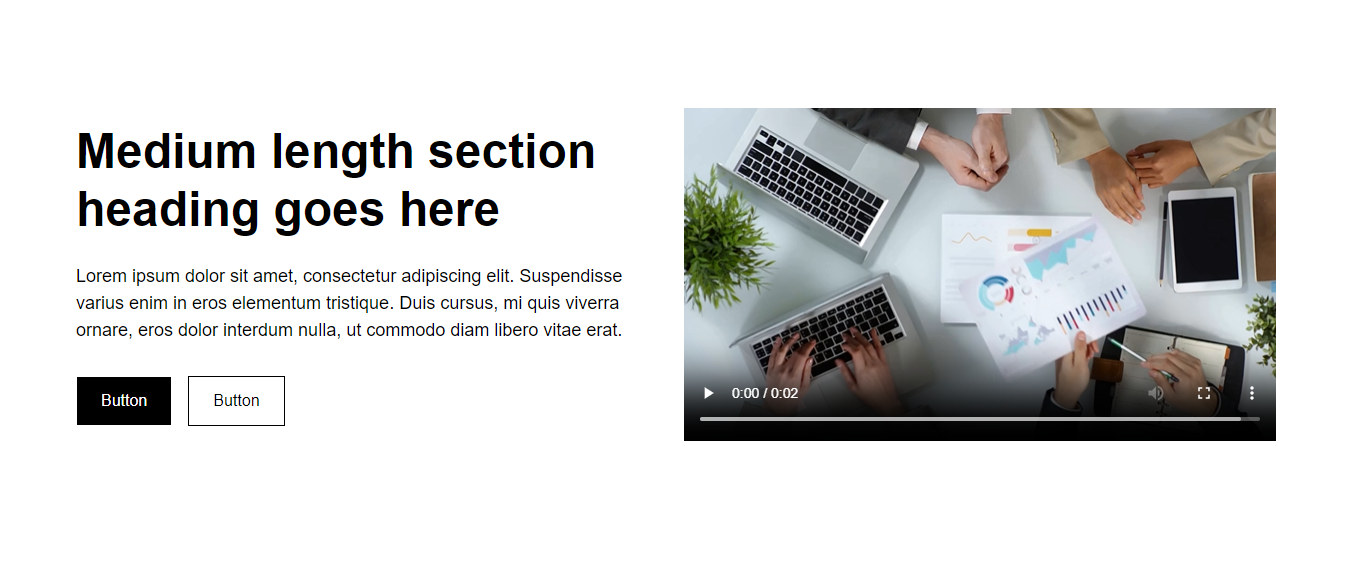 Medium length section
heading goes here
Lorem ipsum dolor sit amet, consectetur adipiscing elit. Suspendisse
varius enim in eros elementum tristique. Duis cursus, mi quis viverra
ornare, eros dolor interdum nulla, ut commodo diam libero vitae erat.
Button
Button
0:00 / 0:02